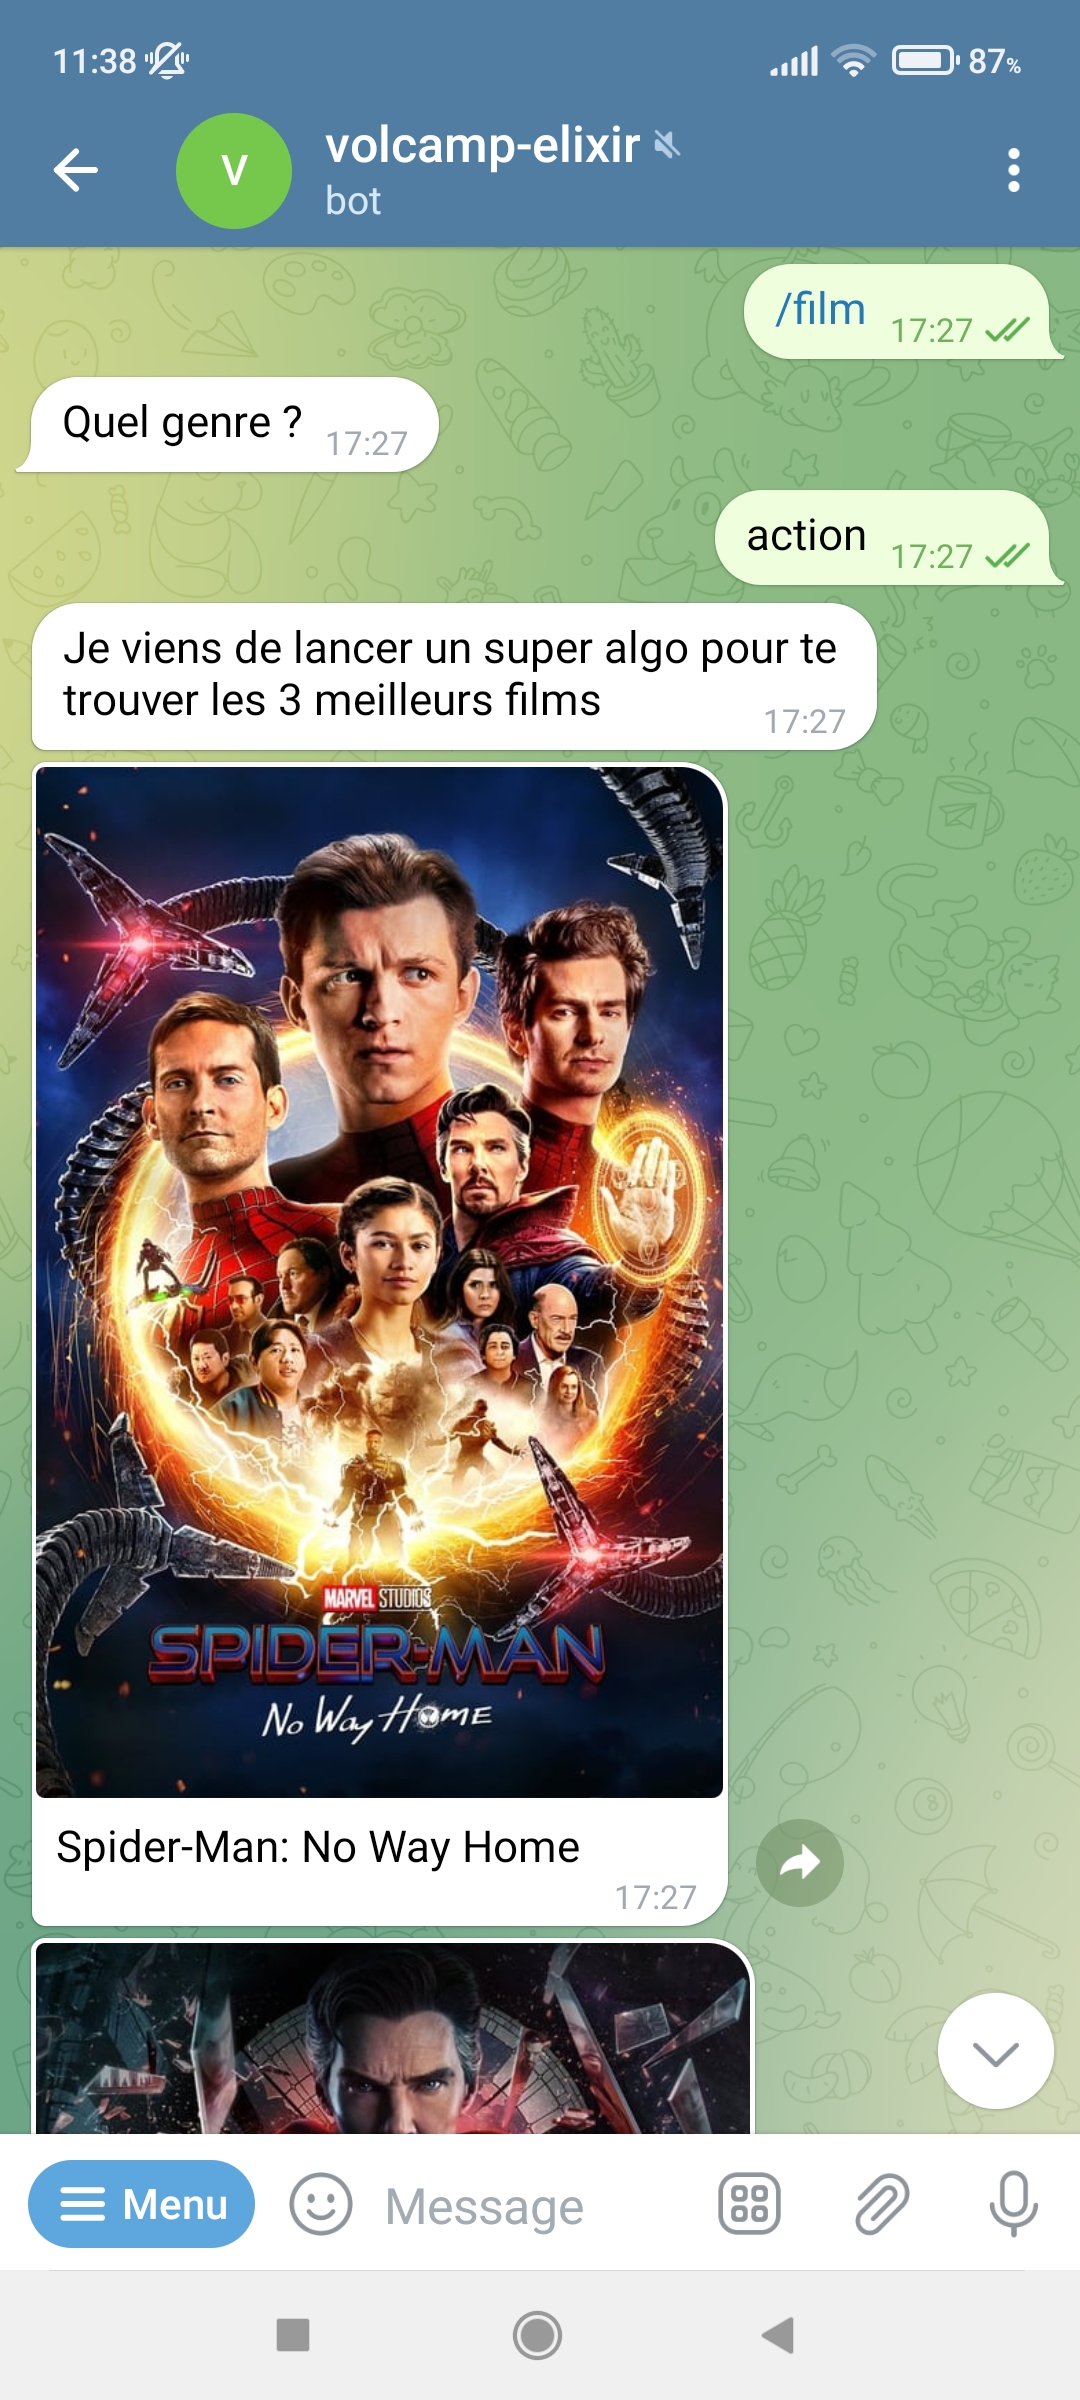 11:38
87%
V
volcamp-elixir
bot
/film 17:27
Quel genre ? 17:27
action 17:27
Je viens de lancer un super algo pour te
trouver les 3 meilleurs films 17:27
MARVEL STUDIOS
SPIDER-MAN
No Way Home
Spider-Man: No Way Home
17:27
Menu
Message